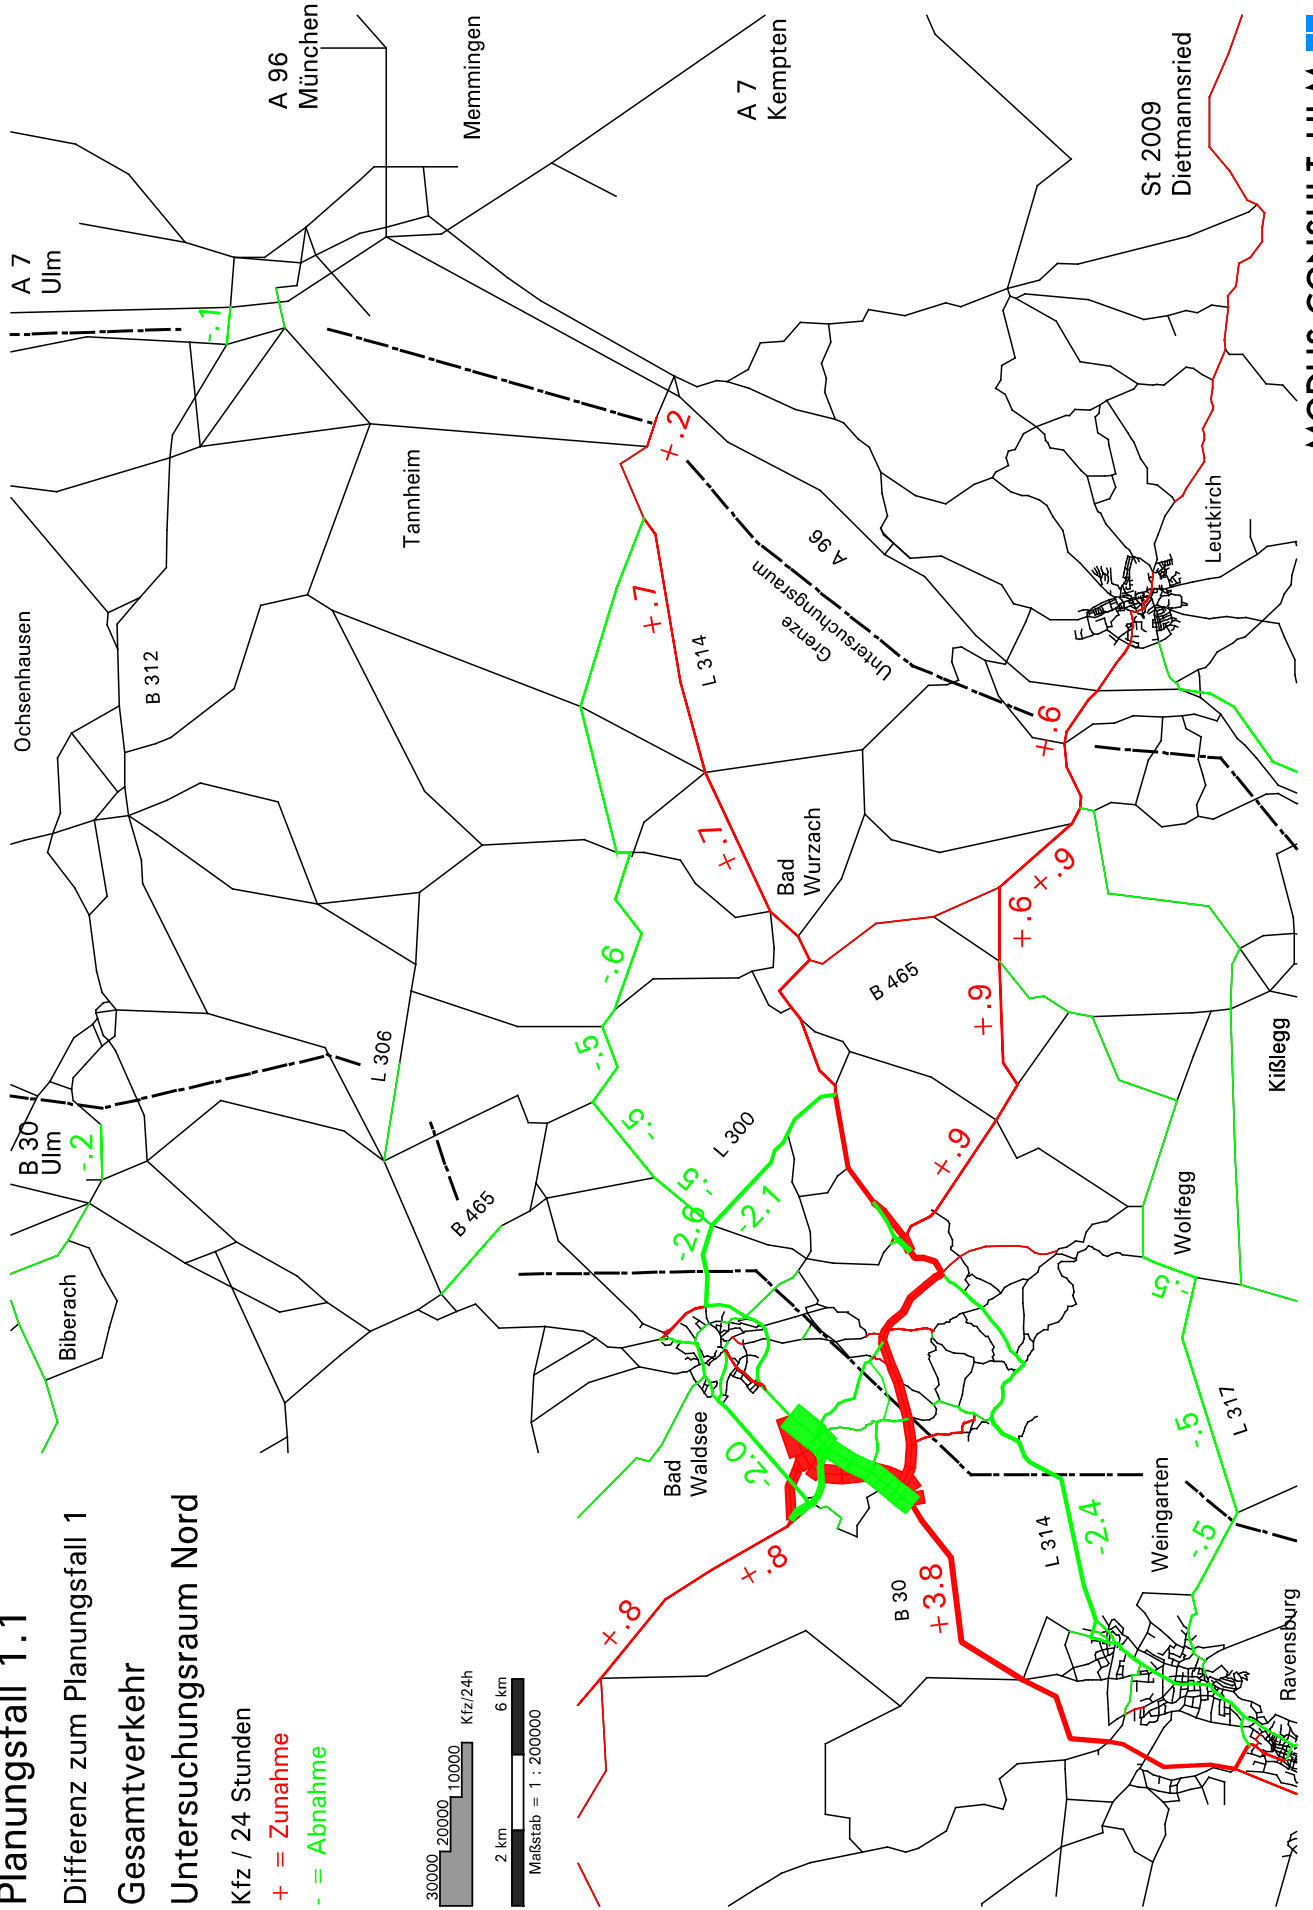 Planungsfall 1.1
Differenz zum Planungsfall 1
Gesamtverkehr
Untersuchungsraum Nord
Kfz / 24 Stunden
+ = Zunahme
- = Abnahme
30000
20000
10000
Kfz/24h
2 km
6 km
Maßstab = 1 : 200000
Biberach
B 30
Ulm
-.2
Ochsenhausen
B 312
A 7
Ulm
-.1
A 96
München
Memmingen
Tannheim
L 306
B 465
A 7
Kempten
St 2009
Dietmannsried
+.2
+.7
L 314
Grenze
Untersuchungsraum
A 96
Leutkirch
+.6
+.7
Bad
Wurzach
+.9
+.6
+.9
B 465
-.6
-.5
-.5
-.5
L 300
-2.6
-2.1
+.9
Kißlegg
Wolfegg
-.5
-.5
L 317
-.5
Bad
Waldsee
-2.0
+.8
+.8
B 30
+3.8
L 314
-2.4
Weingarten
Ravensburg